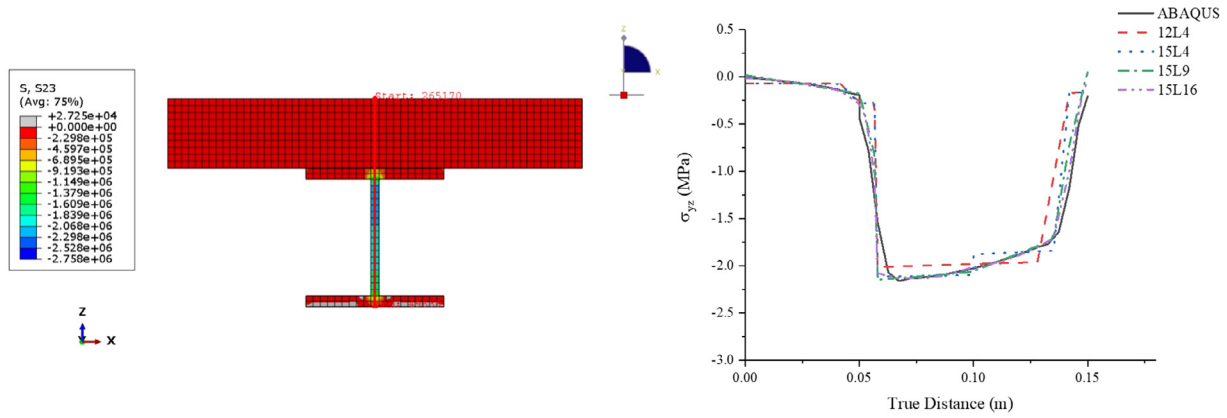 S, S23
(Avg: 75%)
+2.725e+04
+0.000e+00
-2.298e+05
-4.597e+05
-6.895e+05
-9.193e+05
-1.149e+06
-1.379e+06
-1.609e+06
-1.839e+06
-2.068e+06
-2.298e+06
-2.528e+06
-2.758e+06
Start: 265170
z
x
Z
X
ABAQUS
12L4
15L4
15L9
15L16
σyz (MPa)
0.5
0.0
-0.5
-1.0
-1.5
-2.0
-2.5
-3.0
0.00 0.05 0.10 0.15
True Distance (m)